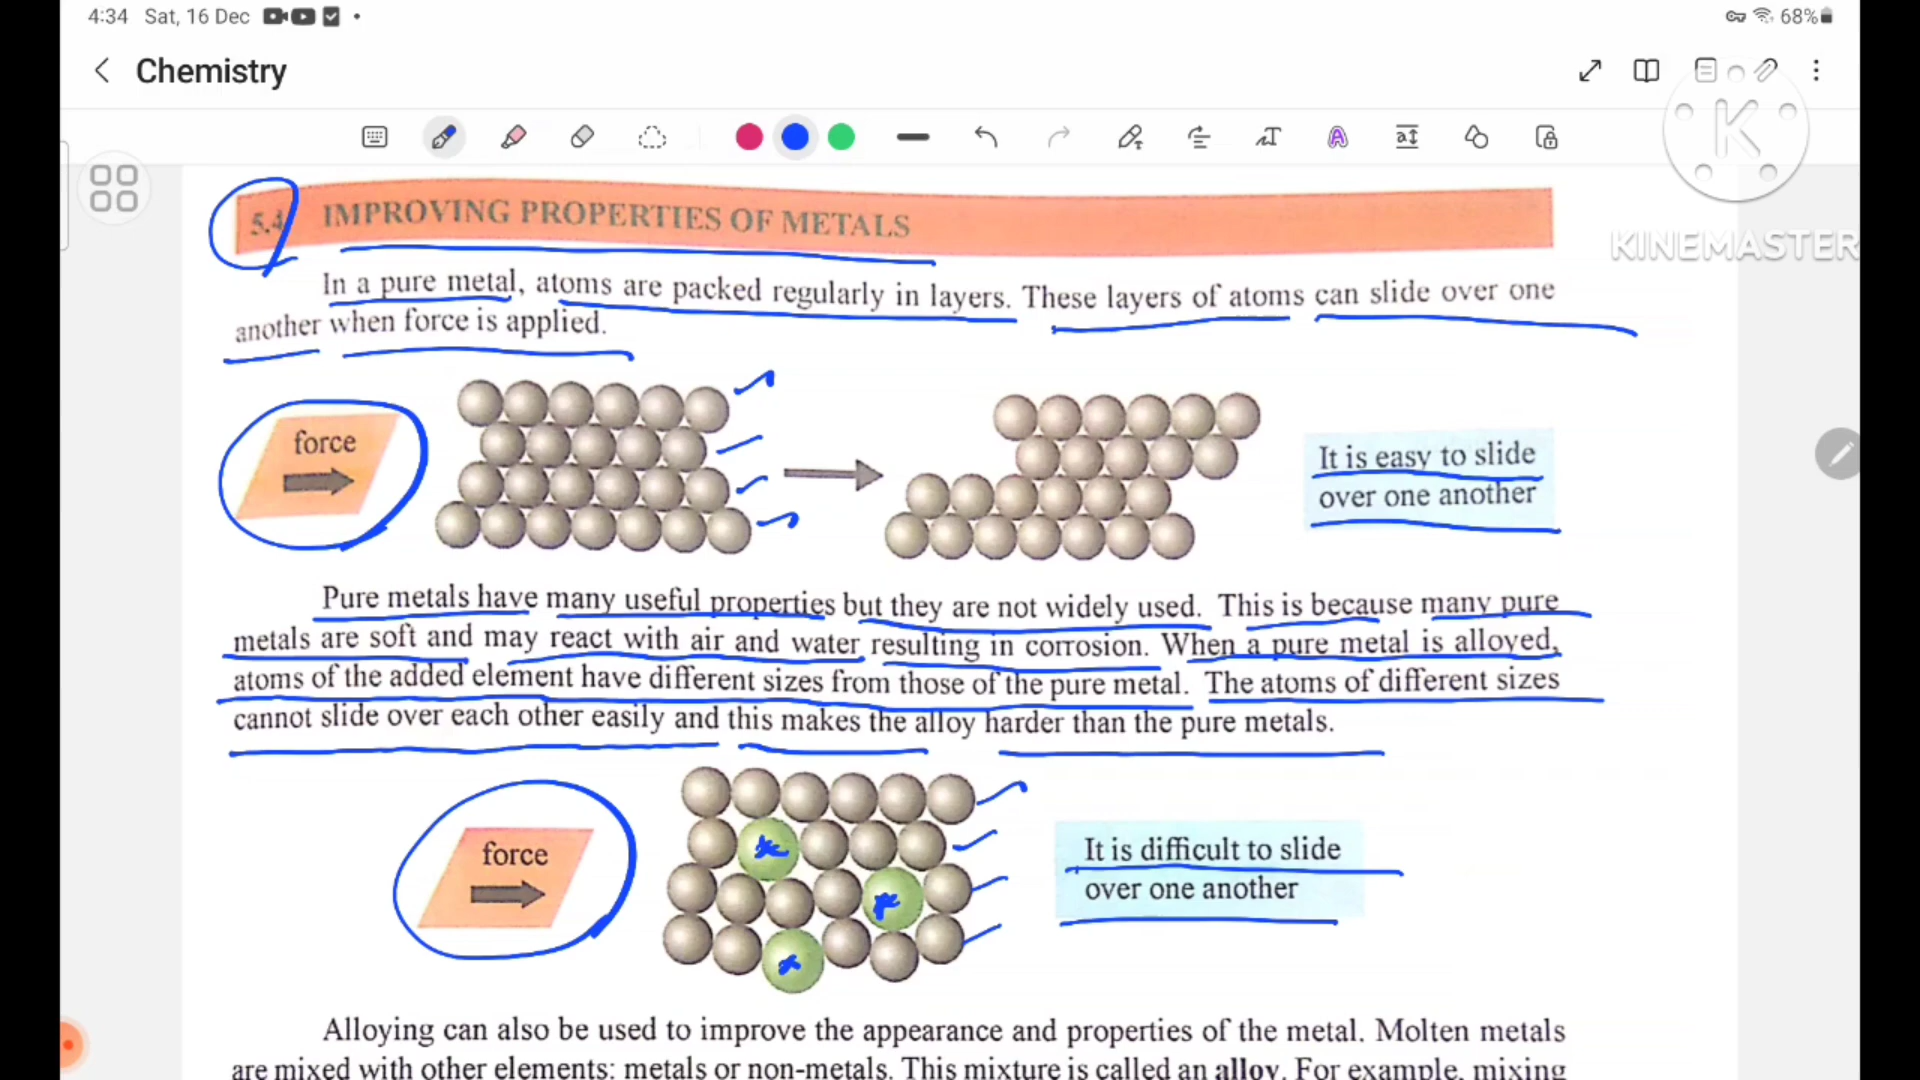 4:34 Sat, 16 Dec
68%
Chemistry
KINEMASTER
5.4 IMPROVING PROPERTIES OF METALS
In a pure metal, atoms are packed regularly in layers. These layers of atoms can slide over one
another when force is applied.
force
It is easy to slide
over one another
Pure metals have many useful properties but they are not widely used. This is because many pure
metals are soft and may react with air and water resulting in corrosion. When a pure metal is alloyed,
atoms of the added element have different sizes from those of the pure metal. The atoms of different sizes
cannot slide over each other easily and this makes the alloy harder than the pure metals.
force
It is difficult to slide
over one another
Alloying can also be used to improve the appearance and properties of the metal. Molten metals
are mixed with other elements: metals or non-metals. This mixture is called an alloy. For example, mixing